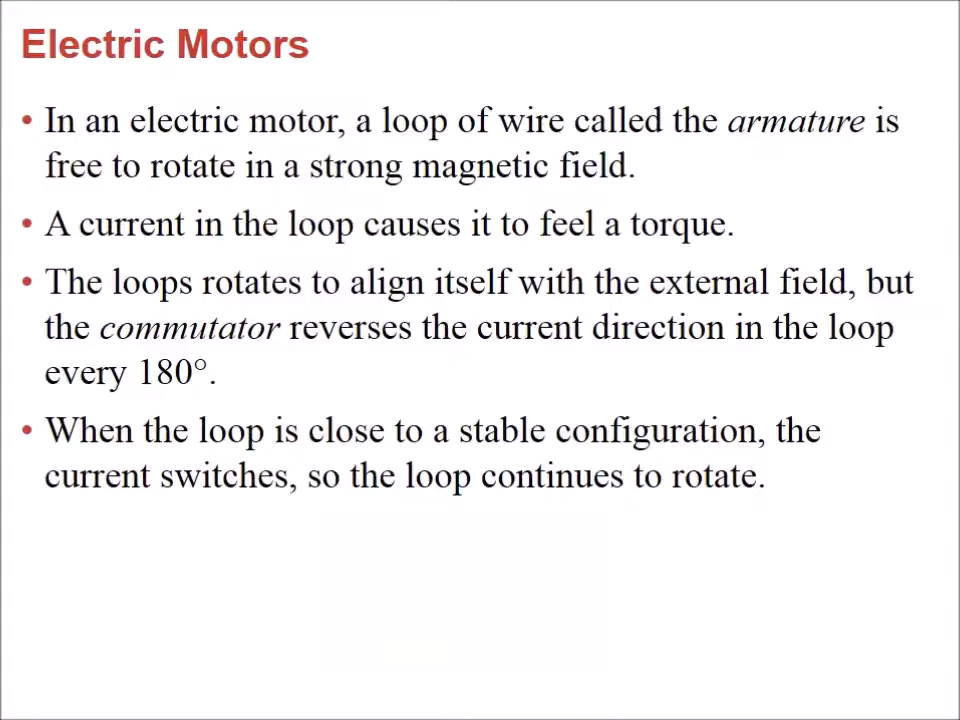 Electric Motors
• In an electric motor, a loop of wire called the armature is
free to rotate in a strong magnetic field.
• A current in the loop causes it to feel a torque.
• The loops rotates to align itself with the external field, but
the commutator reverses the current direction in the loop
every 180°.
• When the loop is close to a stable configuration, the
current switches, so the loop continues to rotate.